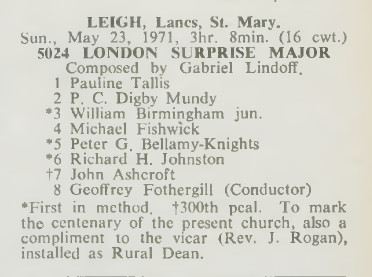 LEIGH, Lancs, St. Mary.
Sun., May 23, 1971, 3hr. 8min. (16 cwt.)
5024 LONDON SURPRISE MAJOR
Composed by Gabriel Lindoff.
1 Pauline Tallis
2 P. C. Digby Mundy
*3 William Birmingham jun.
4 Michael Fishwick
*5 Peter G. Bellamy-Knights
*6 Richard H. Johnston
†7 John Ashcroft
8 Geoffrey Fothergill (Conductor)
*First in method. †300th peal. To mark
the centenary of the present church, also a
compliment to the vicar (Rev. J. Rogan),
installed as Rural Dean.